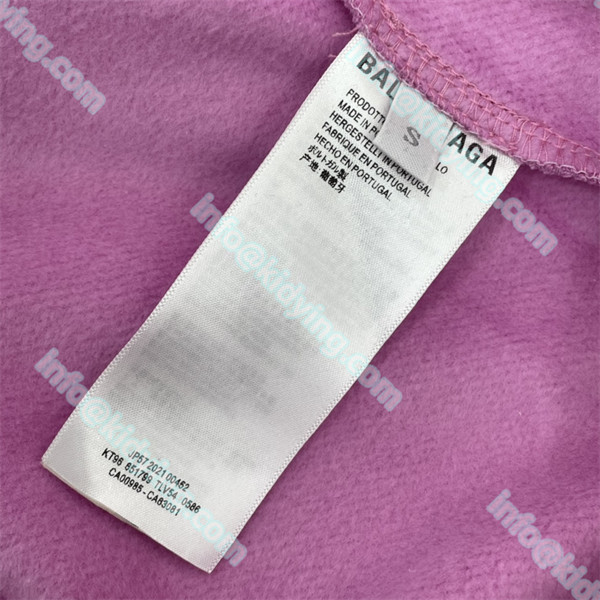 BAL AGA
S
PRODOTTO LO
MADE IN PO
HERGESTELLT IN PORTUGAL
FABRIQUE EN PORTUGAL
HECHO EN PORTUGAL
ポルトガル製
产地 葡萄牙
JP57 2021 00462
KT96 651799 TLV54 0586
CA00985-CA83081
Info@kidying.com
Info@kidying.com
Info@kidying.com
Info@kidying.com
Info@kidying.com